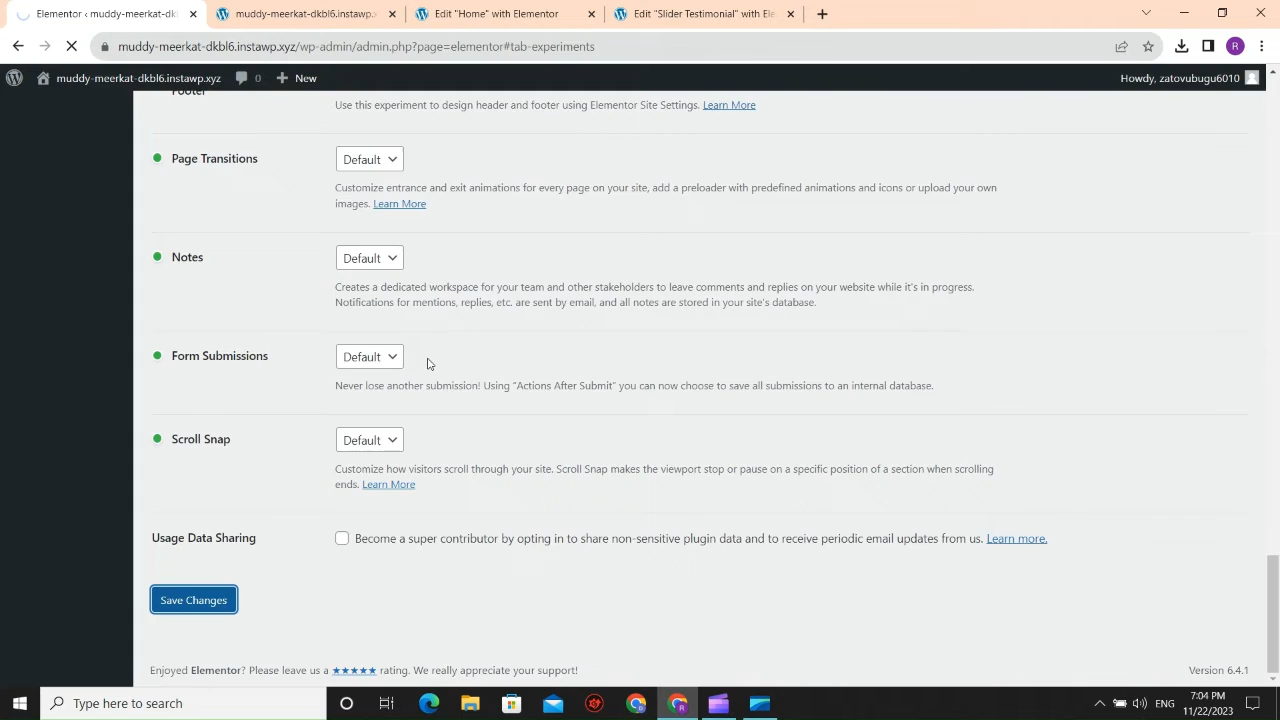 Elementor ‹ muddy-meerkat-dkbl6
muddy-meerkat-dkbl6.instawp.xyz/
Edit "Home" with Elementor
Edit "Slider Testimonial" with Ele
muddy-meerkat-dkbl6.instawp.xyz/wp-admin/admin.php?page=elementor#tab-experiments
R
muddy-meerkat-dkbl6.instawp.xyz
0
New
Howdy, zatovubugu6010
Footer
Use this experiment to design header and footer using Elementor Site Settings. Learn More
Page Transitions
Default
Customize entrance and exit animations for every page on your site, add a preloader with predefined animations and icons or upload your own
images. Learn More
Notes
Default
Creates a dedicated workspace for your team and other stakeholders to leave comments and replies on your website while it's in progress.
Notifications for mentions, replies, etc. are sent by email, and all notes are stored in your site's database.
Form Submissions
Default
Never lose another submission! Using "Actions After Submit" you can now choose to save all submissions to an internal database.
Scroll Snap
Default
Customize how visitors scroll through your site. Scroll Snap makes the viewport stop or pause on a specific position of a section when scrolling
ends. Learn More
Usage Data Sharing
Become a super contributor by opting in to share non-sensitive plugin data and to receive periodic email updates from us. Learn more.
Save Changes
Enjoyed Elementor? Please leave us a ★★★★★ rating. We really appreciate your support!
Version 6.4.1
Type here to search
ENG
7:04 PM
11/22/2023